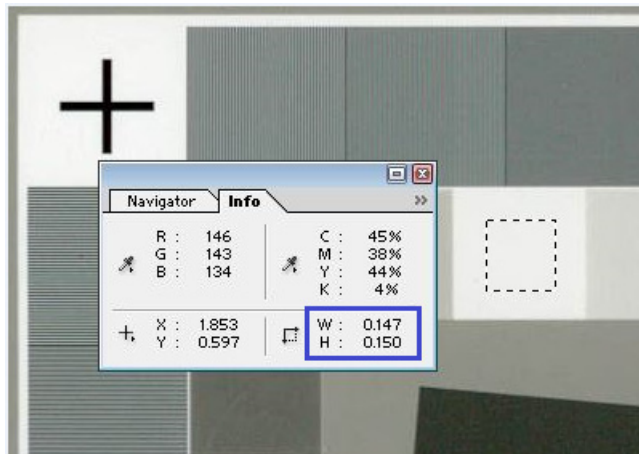 Navigator Info »
R : 146 C : 45%
G : 143 M : 38%
B : 134 Y : 44%
K : 4%
X : 1.853 W : 0.147
Y : 0.597 H : 0.150